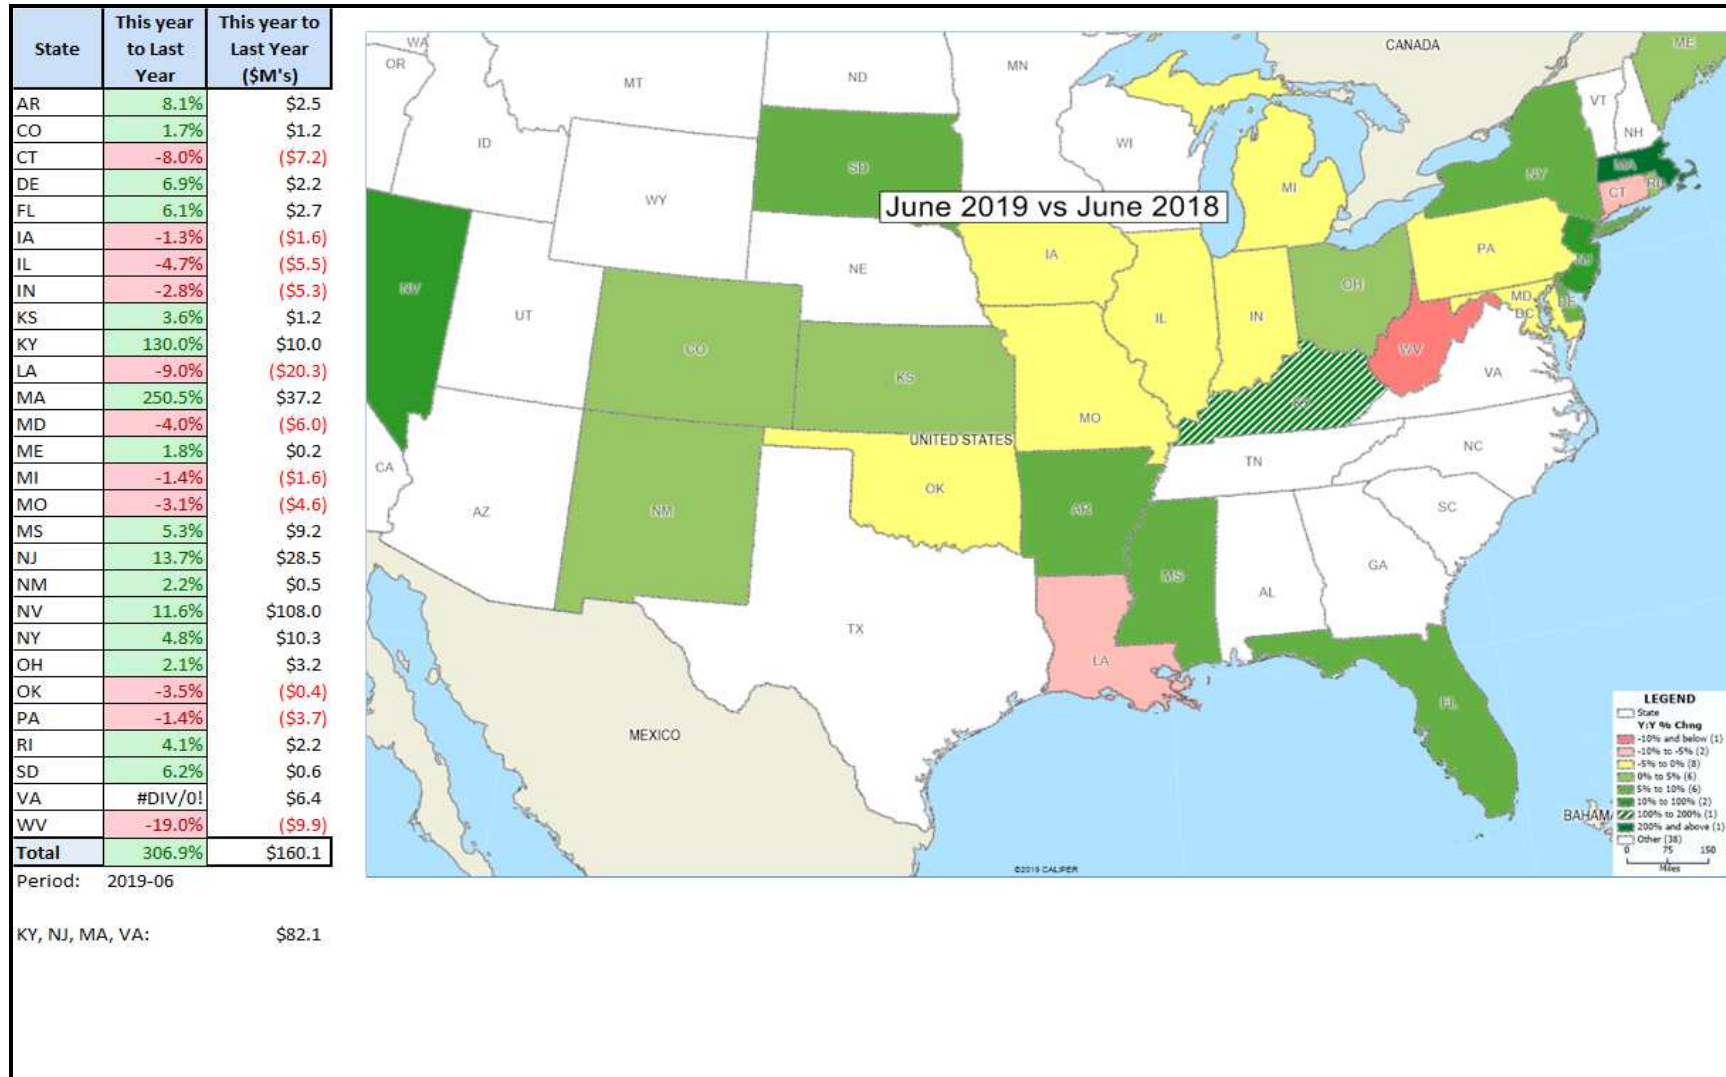 State This year to Last Year This year to Last Year ($M's)
AR 8.1% $2.5
CO 1.7% $1.2
CT -8.0% ($7.2)
DE 6.9% $2.2
FL 6.1% $2.7
IA -1.3% ($1.6)
IL -4.7% ($5.5)
IN -2.8% ($5.3)
KS 3.6% $1.2
KY 130.0% $10.0
LA -9.0% ($20.3)
MA 250.5% $37.2
MD -4.0% ($6.0)
ME 1.8% $0.2
MI -1.4% ($1.6)
MO -3.1% ($4.6)
MS 5.3% $9.2
NJ 13.7% $28.5
NM 2.2% $0.5
NV 11.6% $108.0
NY 4.8% $10.3
OH 2.1% $3.2
OK -3.5% ($0.4)
PA -1.4% ($3.7)
RI 4.1% $2.2
SD 6.2% $0.6
VA #DIV/0! $6.4
WV -19.0% ($9.9)
Total 306.9% $160.1
Period: 2019-06
KY, NJ, MA, VA: $82.1
June 2019 vs June 2018
CANADA
WA
OR
MT
ND
MN
ME
ID
WY
SD
WI
MI
NY
VT
NH
MA
CT
RI
NV
UT
NE
IA
IL
IN
OH
PA
NJ
MD
DE
DC
CO
KS
MO
KY
WV
VA
UNITED STATES
CA
AZ
NM
OK
AR
TN
NC
SC
TX
LA
MS
AL
GA
FL
MEXICO
BAHAM
©2019 CALIPER
LEGEND
State
Y:Y % Chng
-10% and below (1)
-10% to -5% (2)
-5% to 0% (8)
0% to 5% (6)
5% to 10% (6)
10% to 100% (2)
100% to 200% (1)
200% and above (1)
Other (38)
0 75 150
Miles